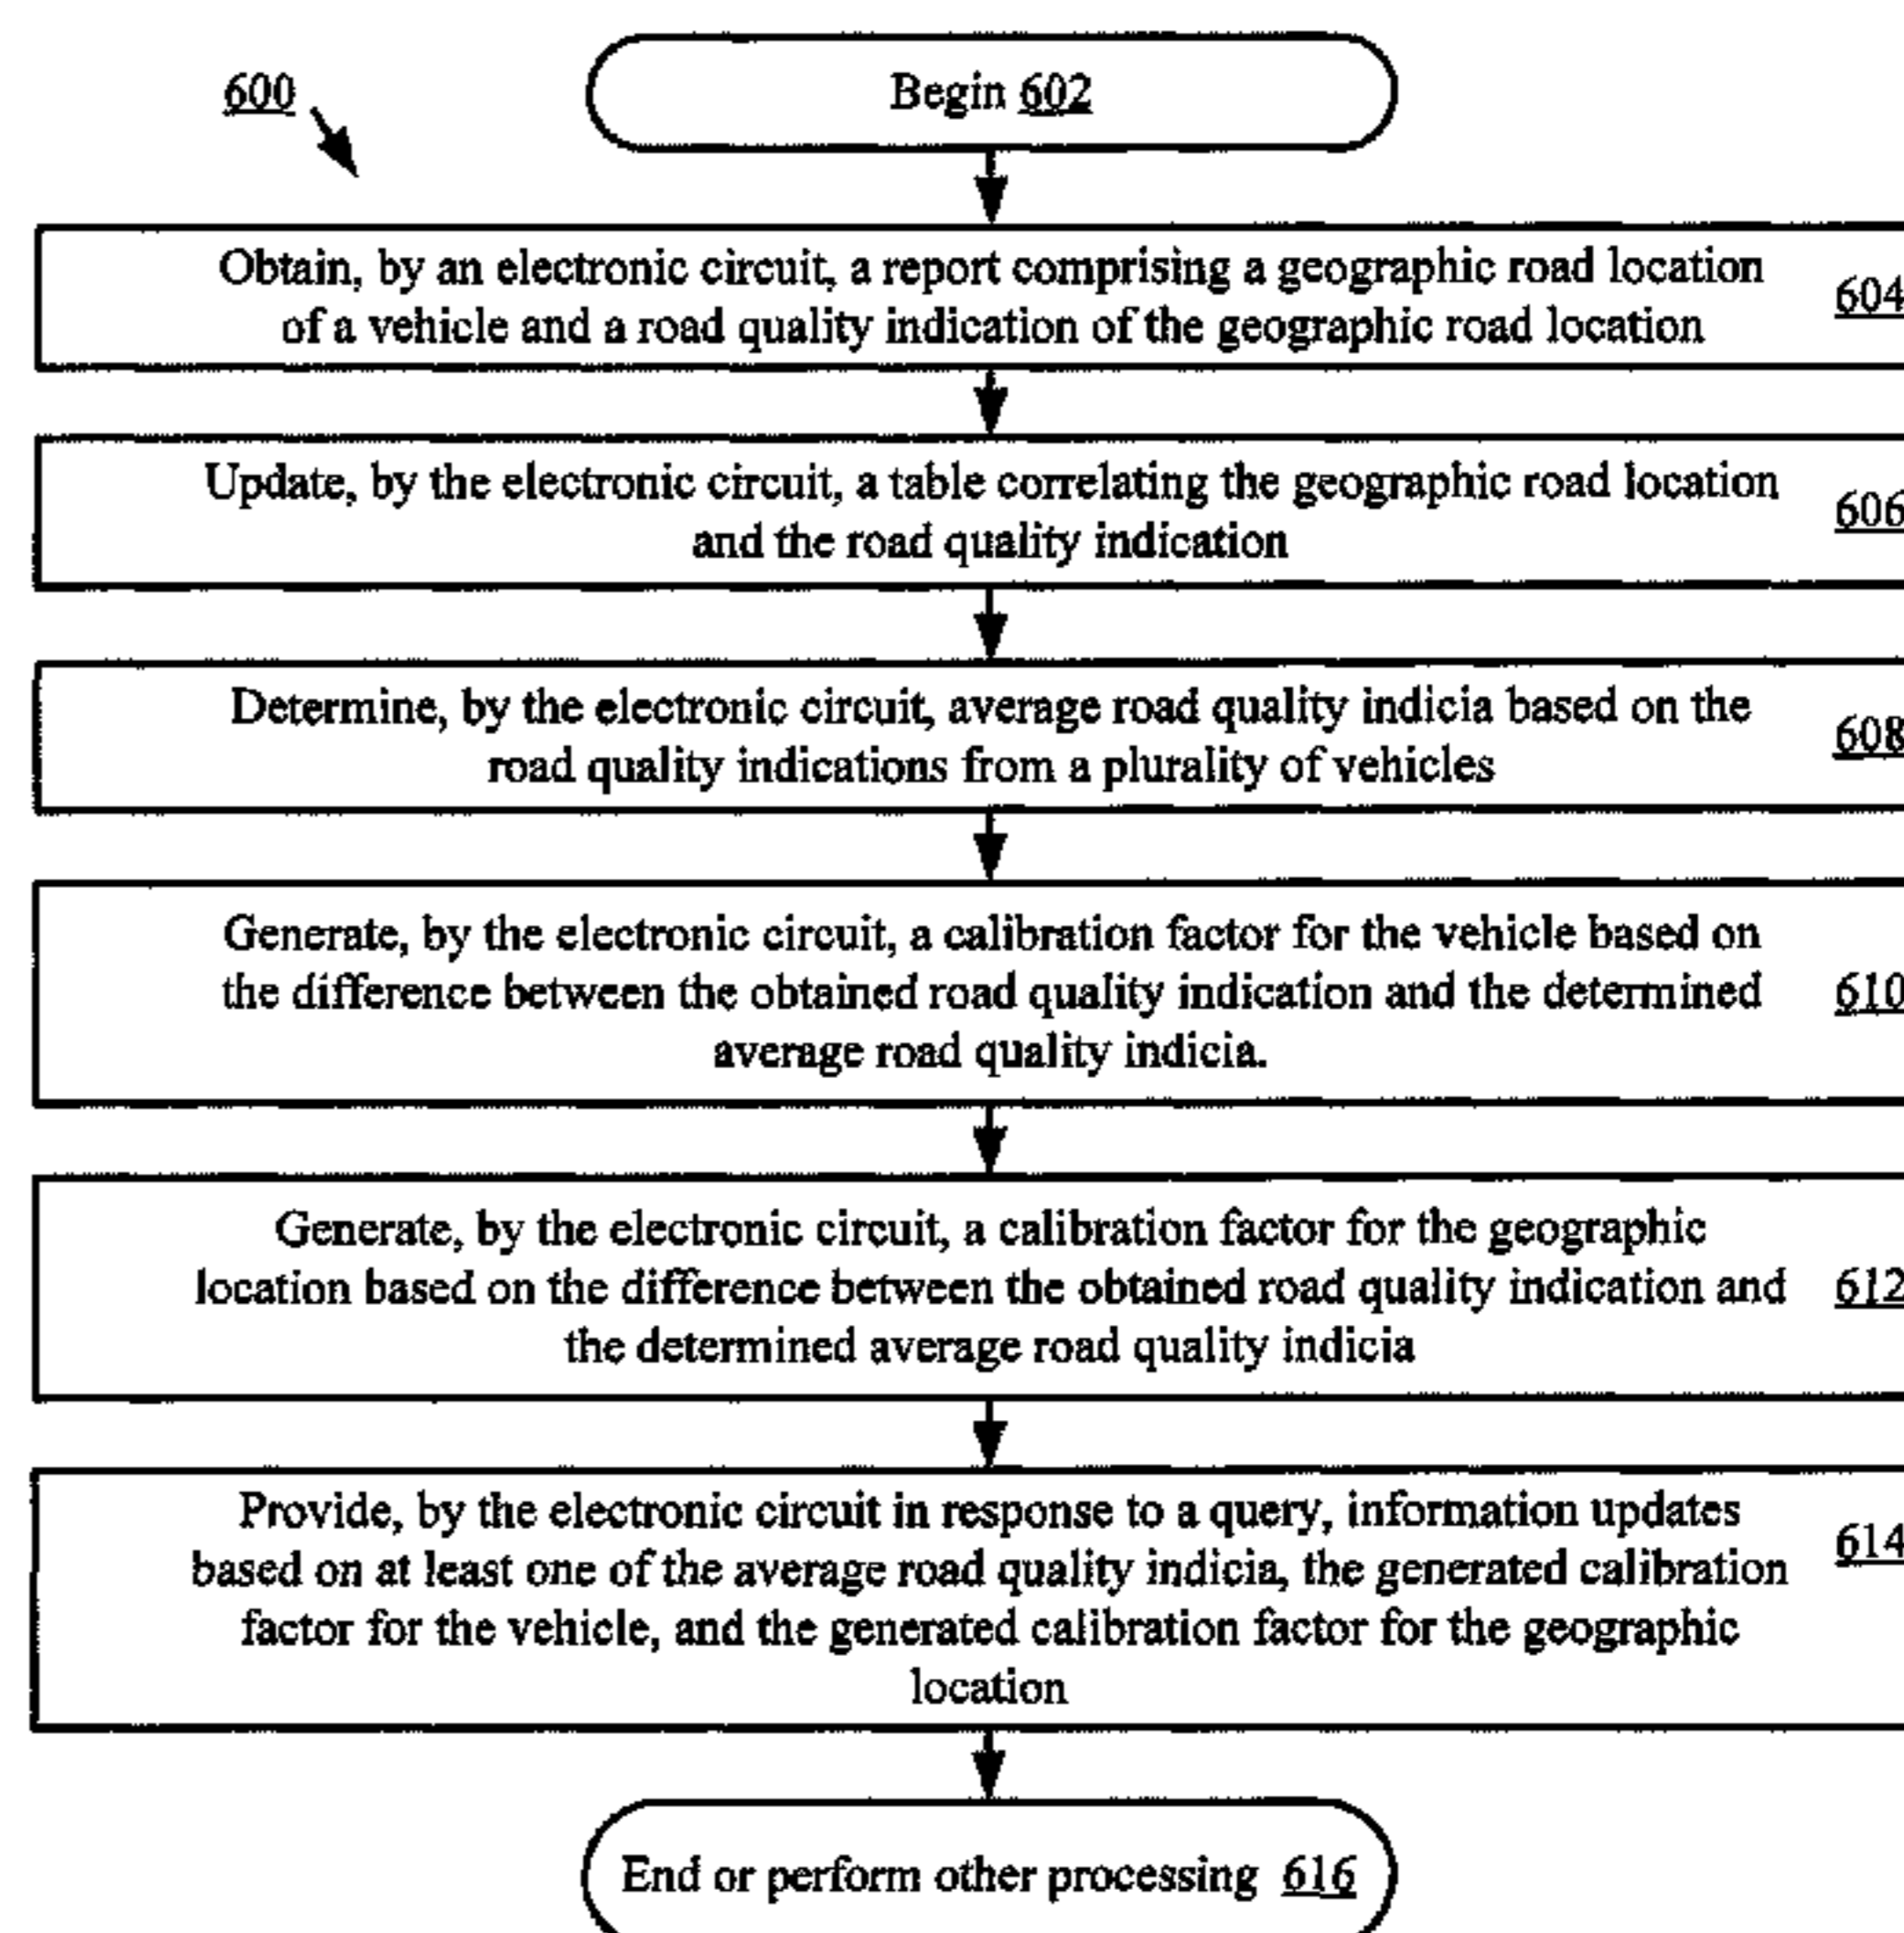 600
Begin 602
Obtain, by an electronic circuit, a report comprising a geographic road location
of a vehicle and a road quality indication of the geographic road location
604
Update, by the electronic circuit, a table correlating the geographic road location
and the road quality indication
606
Determine, by the electronic circuit, average road quality indicia based on the
road quality indications from a plurality of vehicles
608
Generate, by the electronic circuit, a calibration factor for the vehicle based on
the difference between the obtained road quality indication and the determined
average road quality indicia.
610
Generate, by the electronic circuit, a calibration factor for the geographic
location based on the difference between the obtained road quality indication and
the determined average road quality indicia
612
Provide, by the electronic circuit in response to a query, information updates
based on at least one of the average road quality indicia, the generated calibration
factor for the vehicle, and the generated calibration factor for the geographic
location
614
End or perform other processing 616